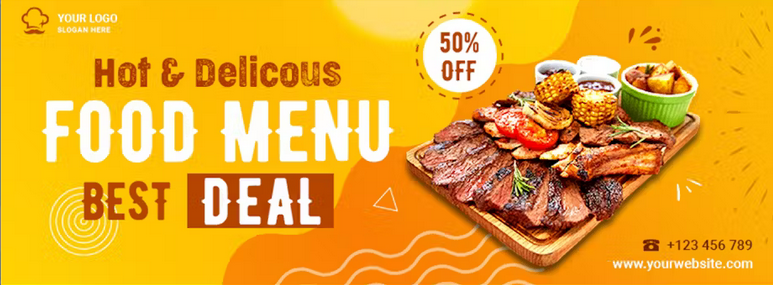 YOUR LOGO
SLOGAN HERE
Hot & Delicous
FOOD MENU
BEST DEAL
50%
OFF
+123 456 789
www.yourwebsite.com